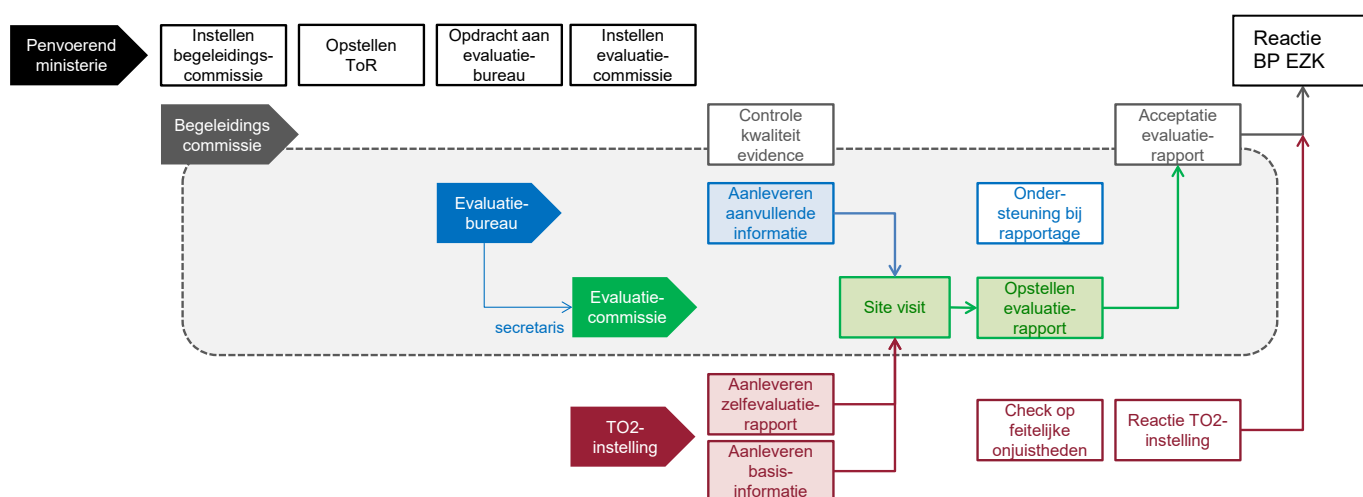 Penvoerend
ministerie
Instellen
begeleidings-
commissie
Opstellen
ToR
Opdracht aan
evaluatie-
bureau
Instellen
evaluatie-
commissie
Reactie
BP EZK
Begeleidings
commissie
Controle
kwaliteit
evidence
Acceptatie
evaluatie-
rapport
Evaluatie-
bureau
Aanleveren
aanvullende
informatie
Onder-
steuning bij
rapportage
secretaris
Evaluatie-
commissie
Site visit
Opstellen
evaluatie-
rapport
TO2-
instelling
Aanleveren
zelfevaluatie-
rapport
Aanleveren
basis-
informatie
Check op
feitelijke
onjuistheden
Reactie TO2-
instelling